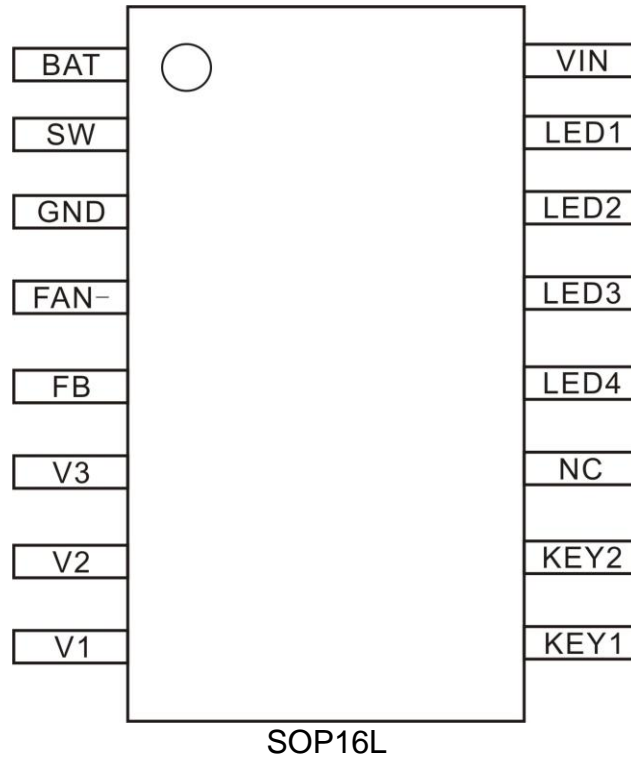 BAT
VIN
SW
LED1
GND
LED2
FAN-
LED3
FB
LED4
V3
NC
V2
KEY2
V1
KEY1
SOP16L